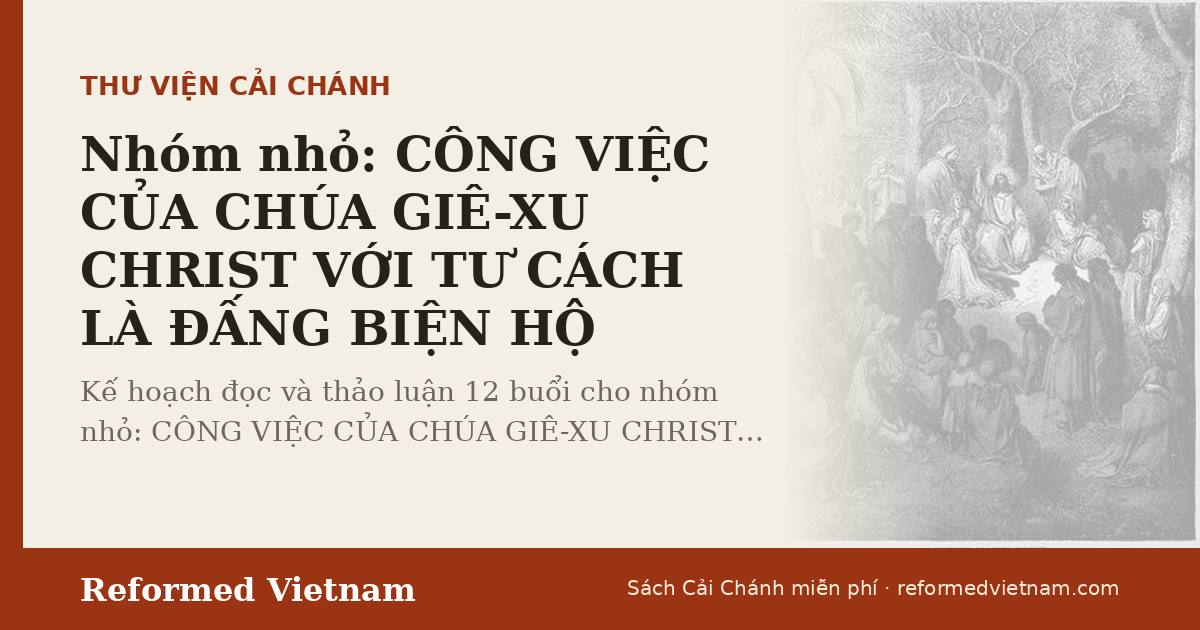 THƯ VIỆN CẢI CHÁNH
Nhóm nhỏ: CÔNG VIỆC
CỦA CHÚA GIÊ-XU
CHRIST VỚI TƯ CÁCH
LÀ ĐẤNG BIỆN HỘ
Kế hoạch đọc và thảo luận 12 buổi cho nhóm
nhỏ: CÔNG VIỆC CỦA CHÚA GIÊ-XU CHRIST…
Reformed Vietnam
Sách Cải Chánh miễn phí · reformedvietnam.com